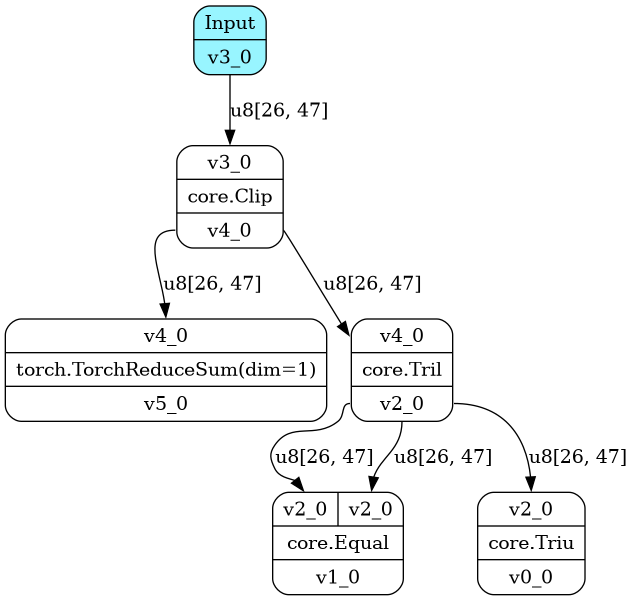 Input
v3_0
u8[26, 47]
v3_0
core.Clip
v4_0
u8[26, 47]
u8[26, 47]
v4_0
torch.TorchReduceSum(dim=1)
v5_0
v4_0
core.Tril
v2_0
u8[26, 47]
u8[26, 47]
u8[26, 47]
v2_0
v2_0
core.Equal
v1_0
v2_0
core.Triu
v0_0